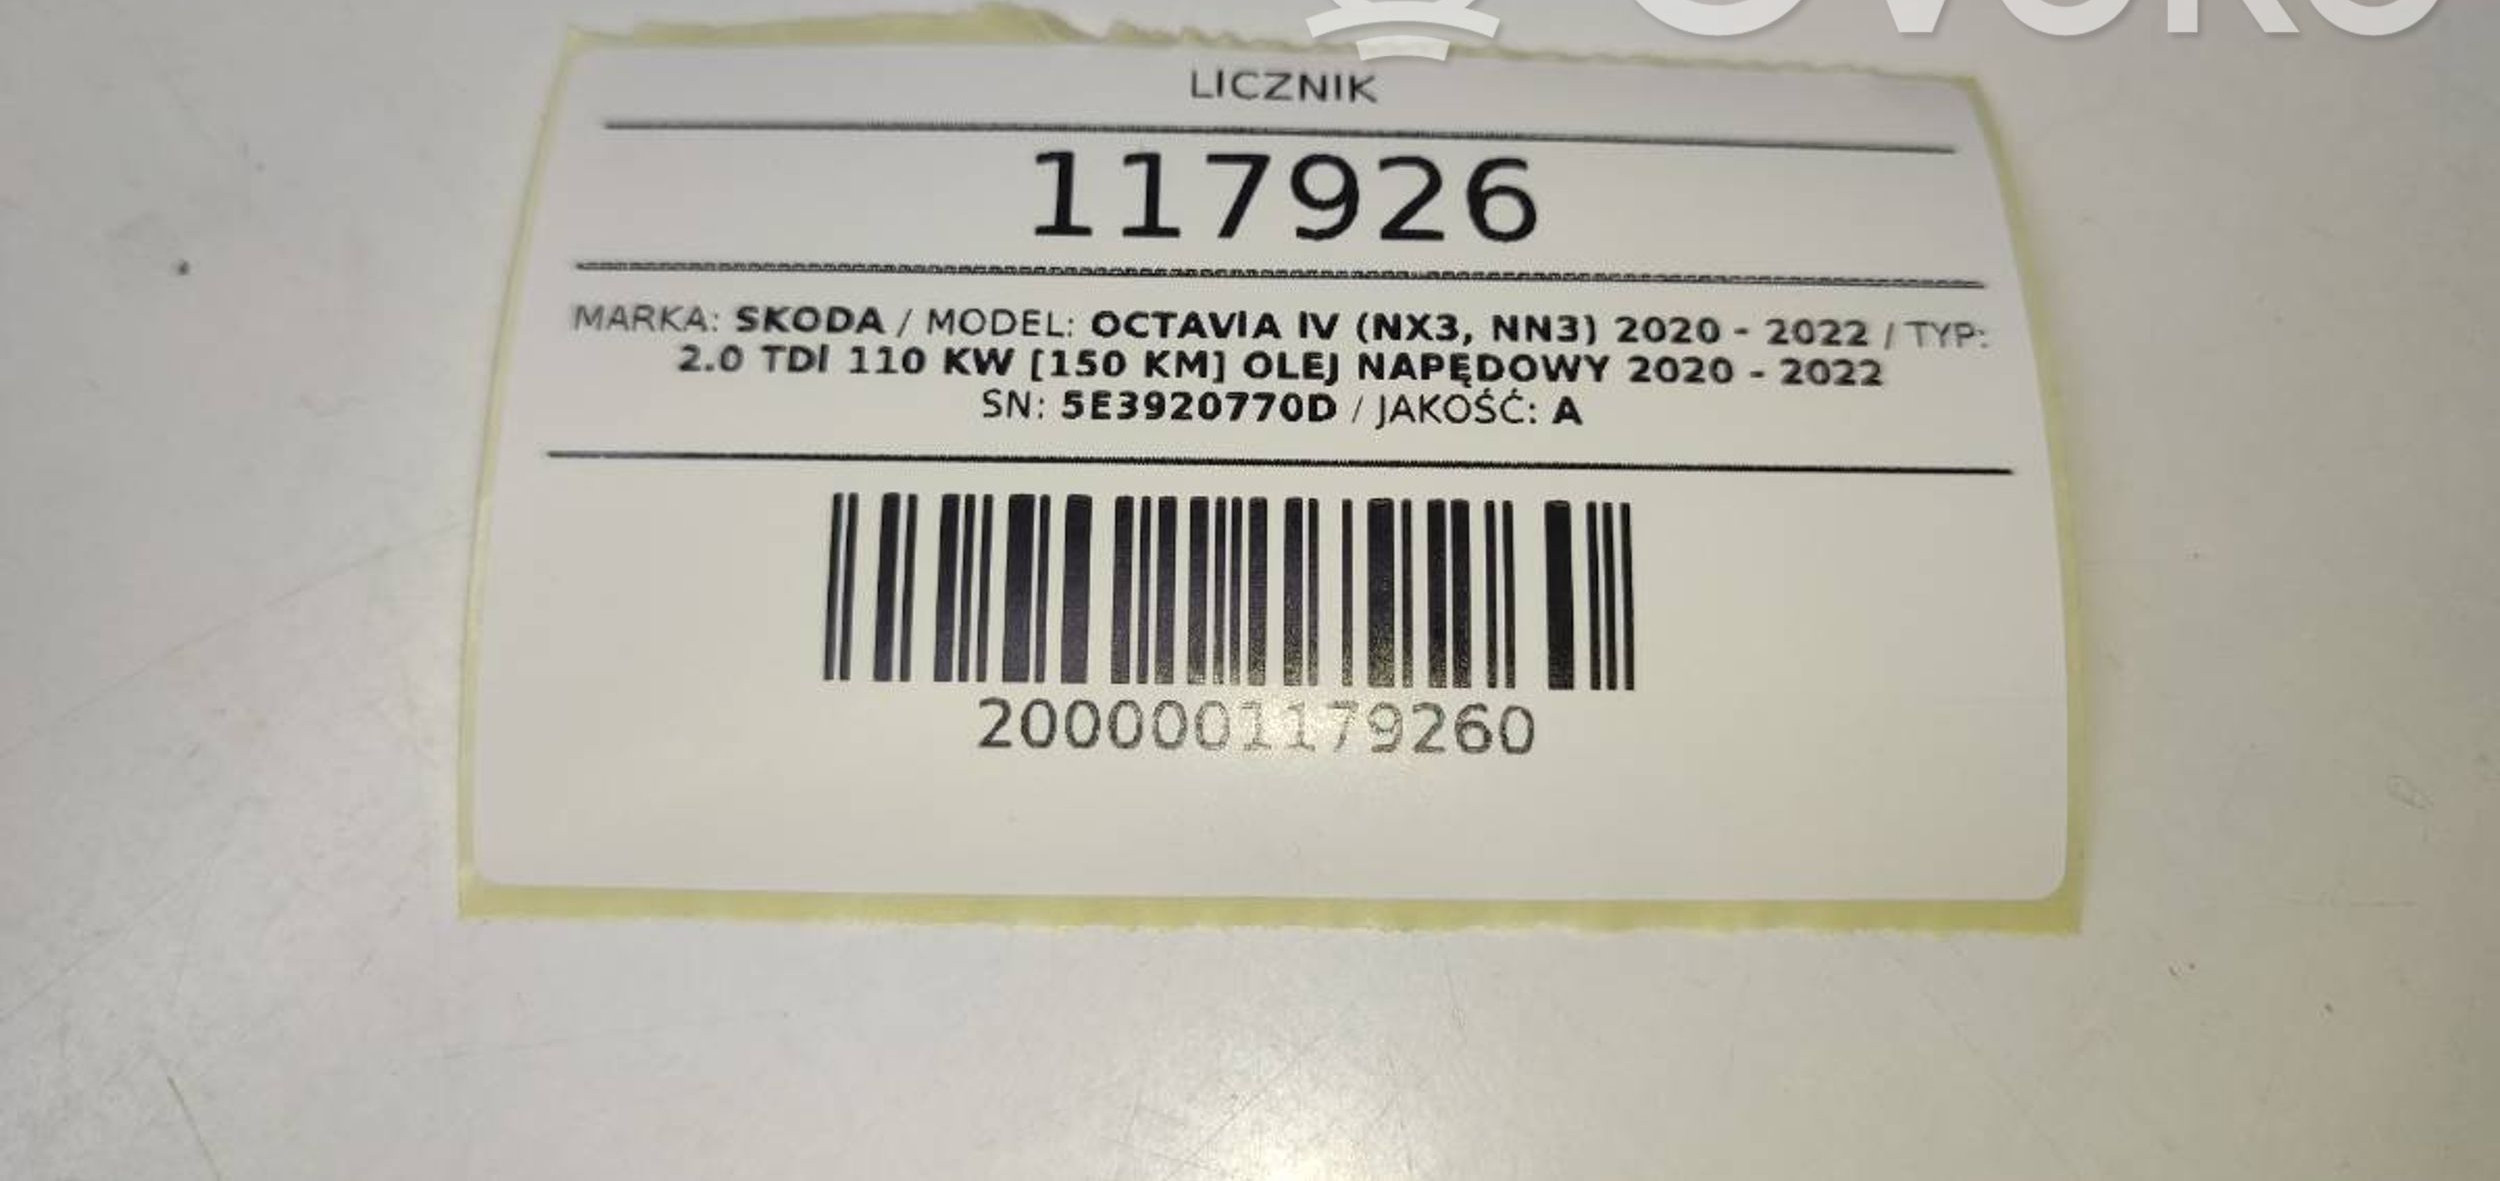 LICZNIK
117926
MARKA: SKODA / MODEL: OCTAVIA IV (NX3, NN3) 2020 - 2022 / TYP:
2.0 TDI 110 KW [150 KM] OLEJ NAPĘDOWY 2020 - 2022
SN: 5E3920770D / JAKOŚĆ: A
2000001179260